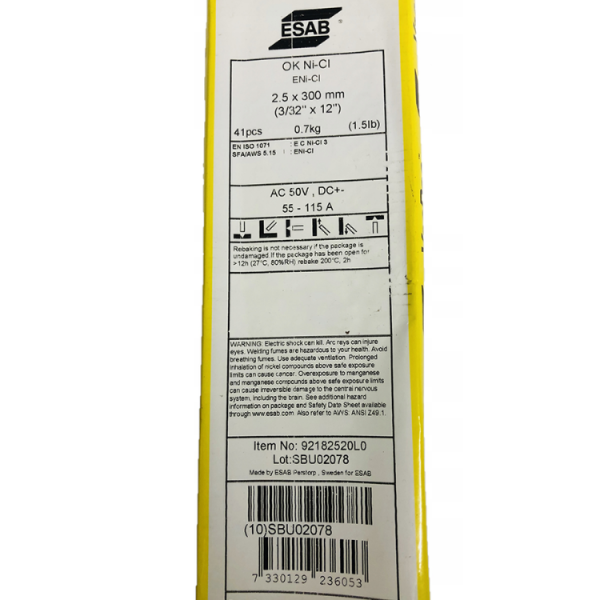 ESAB
OK Ni-CI
ENi-CI
2.5 x 300 mm
(3/32" x 12")
41pcs 0.7kg (1.5lb)
EN ISO 1071 : E C Ni-CI 3
SFA/AWS 5.15 : ENi-CI
AC 50V , DC+-
55 - 115 A
Rebaking is not necessary if the package is
undamaged If the package has been open for
>12h (27°C, 80%RH) rebake 200°C, 2h
WARNING: Electric shock can kill. Arc rays can injure
eyes. Welding fumes are hazardous to your health. Avoid
breathing fumes. Use adequate ventilation. Prolonged
inhalation of nickel compounds above safe exposure
limits can cause cancer. Overexposure to manganese
and manganese compounds above safe exposure limits
can cause irreversible damage to the central nervous
system, including the brain. See additional hazard
information on package and Safety Data Sheet available
through www.esab.com. Also refer to AWS: ANSI Z49.1.
Item No: 92182520L0
Lot:SBU02078
Made by ESAB Perstorp , Sweden for ESAB
(10)SBU02078
7 330129 236053